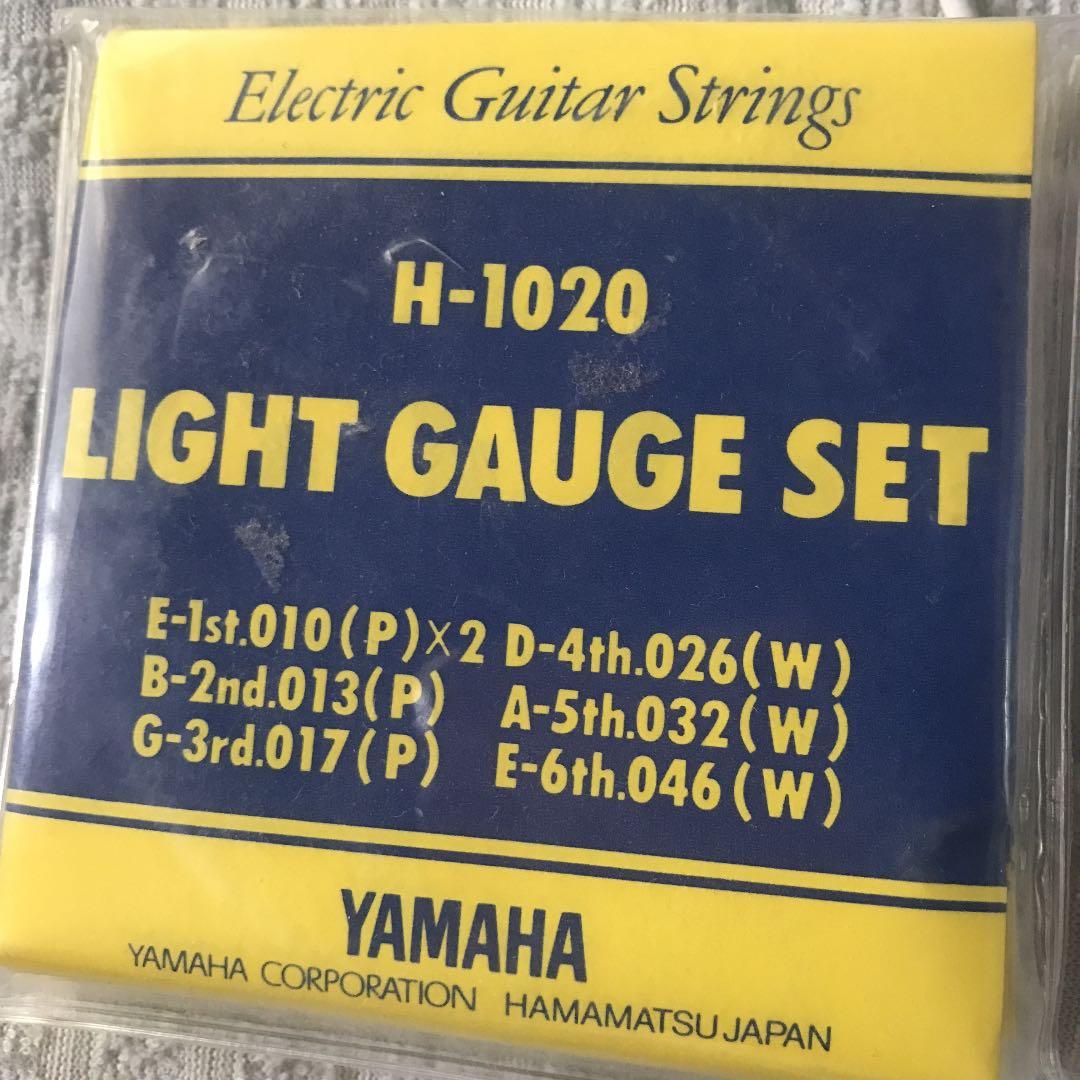 Electric Guitar Strings
H-1020
LIGHT GAUGE SET
E-1st.010(P)×2 D-4th.026(W)
B-2nd.013(P) A-5th.032(W)
G-3rd.017(P) E-6th.046(W)
YAMAHA
YAMAHA CORPORATION HAMAMATSU JAPAN